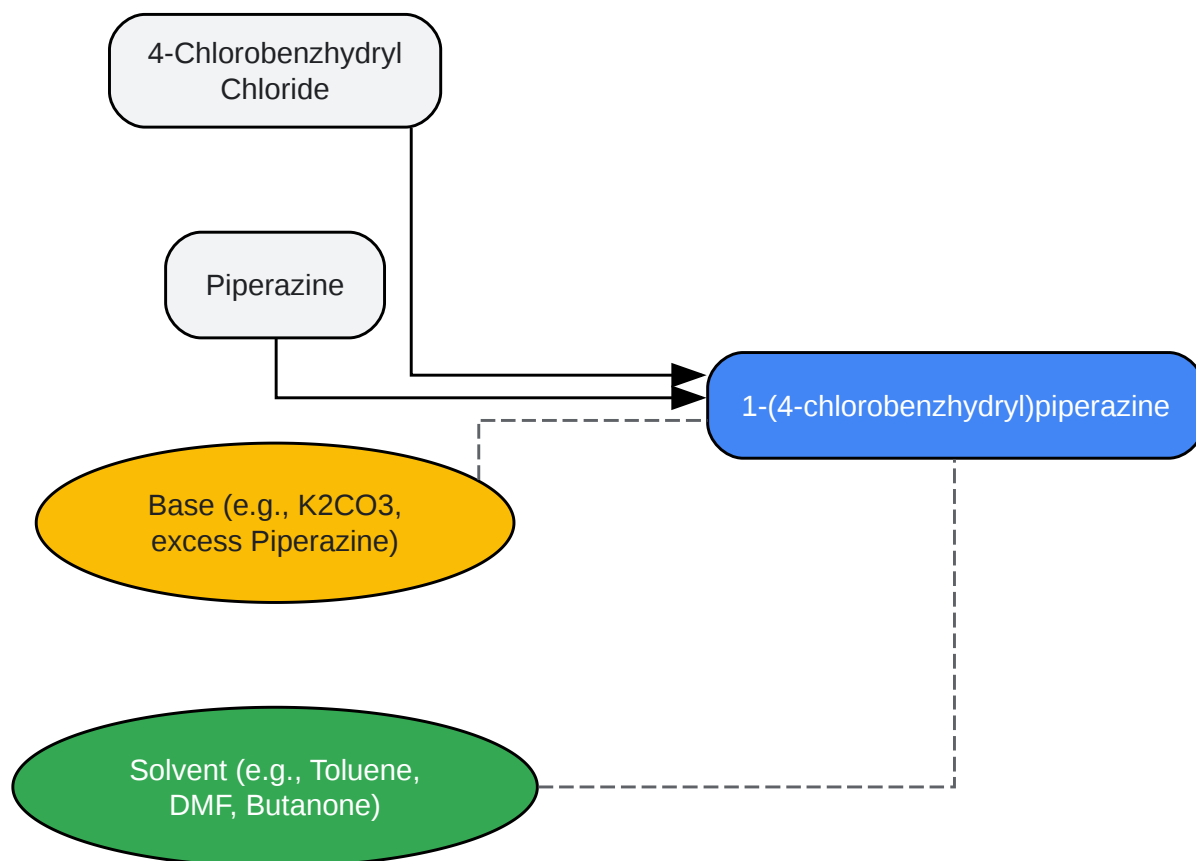 4-Chlorobenzhydryl
Chloride
Piperazine
1-(4-chlorobenzhydryl)piperazine
Base (e.g., K2CO3,
excess Piperazine)
Solvent (e.g., Toluene,
DMF, Butanone)